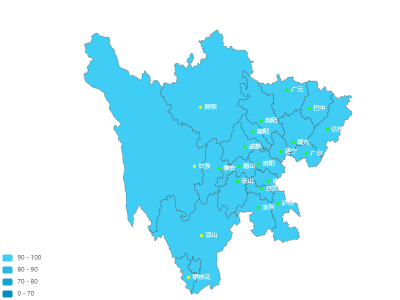 广元
巴中
阿坝
绵阳
达州
德阳
南充
成都
遂宁
广安
甘孜
雅安
眉山
资阳
乐山
自贡
宜宾
泸州
凉山
攀枝花
90 - 100
80 - 90
70 - 80
0 - 70